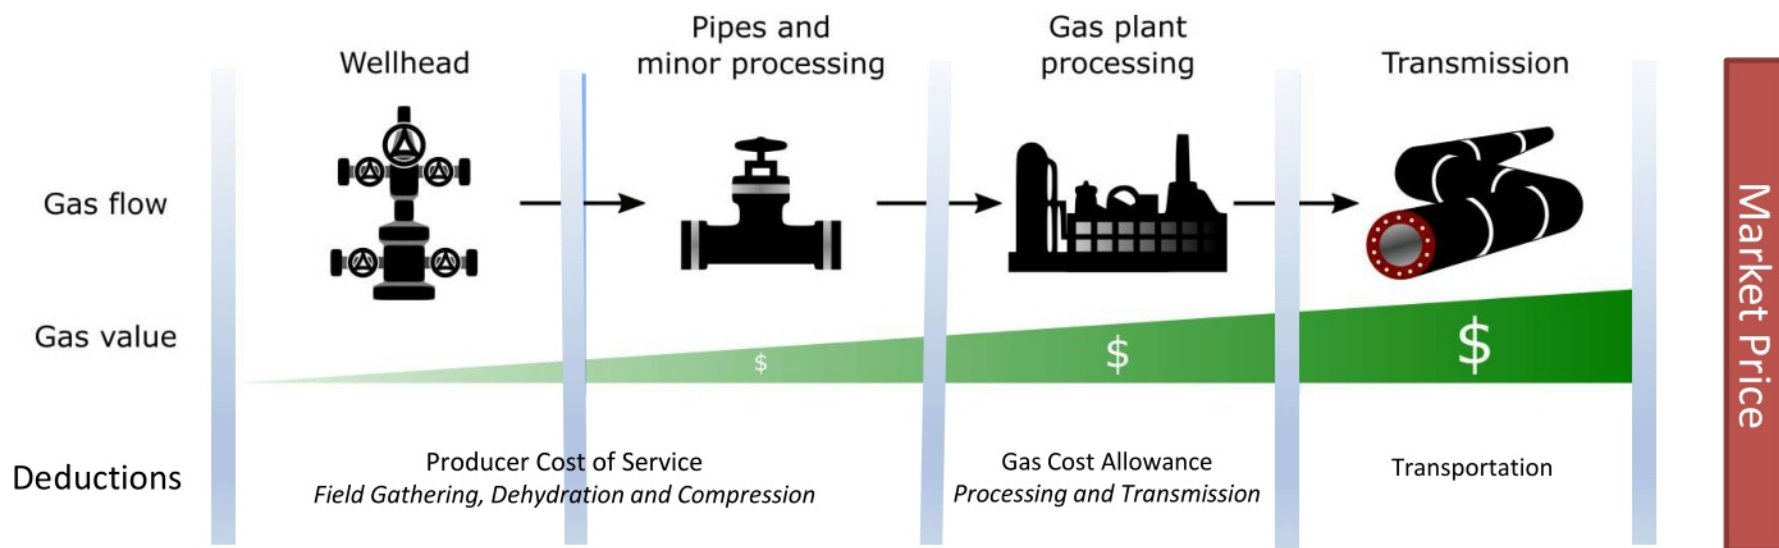 Wellhead
Pipes and
minor processing
Gas plant
processing
Transmission
Gas flow
Gas value
$
$
$
Deductions
Producer Cost of Service
Field Gathering, Dehydration and Compression
Gas Cost Allowance
Processing and Transmission
Transportation
Market Price